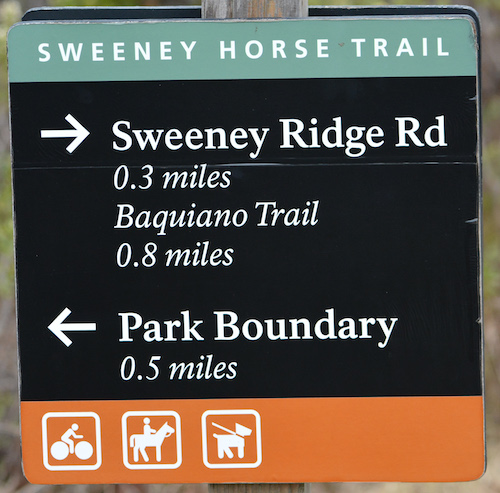 SWEENEY HORSE TRAIL
→ Sweeney Ridge Rd
0.3 miles
Baquiano Trail
0.8 miles
← Park Boundary
0.5 miles